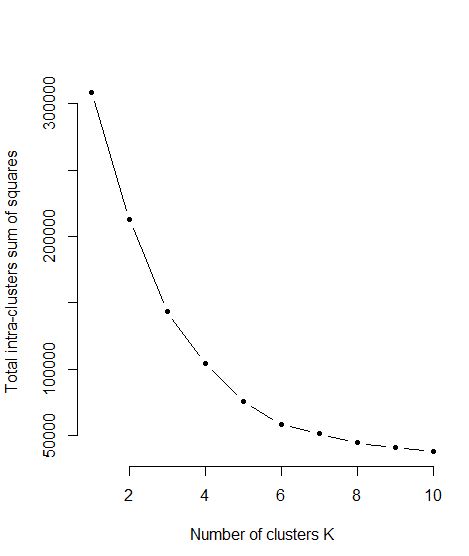 Total intra-clusters sum of squares
300000
200000
100000
50000
2 4 6 8 10
Number of clusters K